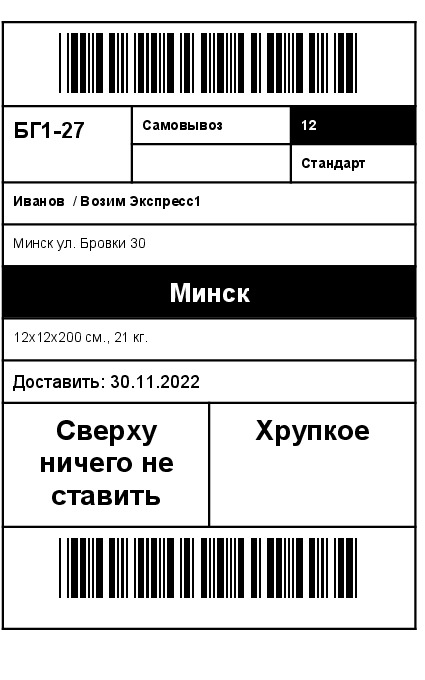 БГ1-27
Самовывоз
12
Стандарт
Иванов / Возим Экспресс1
Минск ул. Бровки 30
Минск
12x12x200 см., 21 кг.
Доставить: 30.11.2022
Сверху
ничего не
ставить
Хрупкое